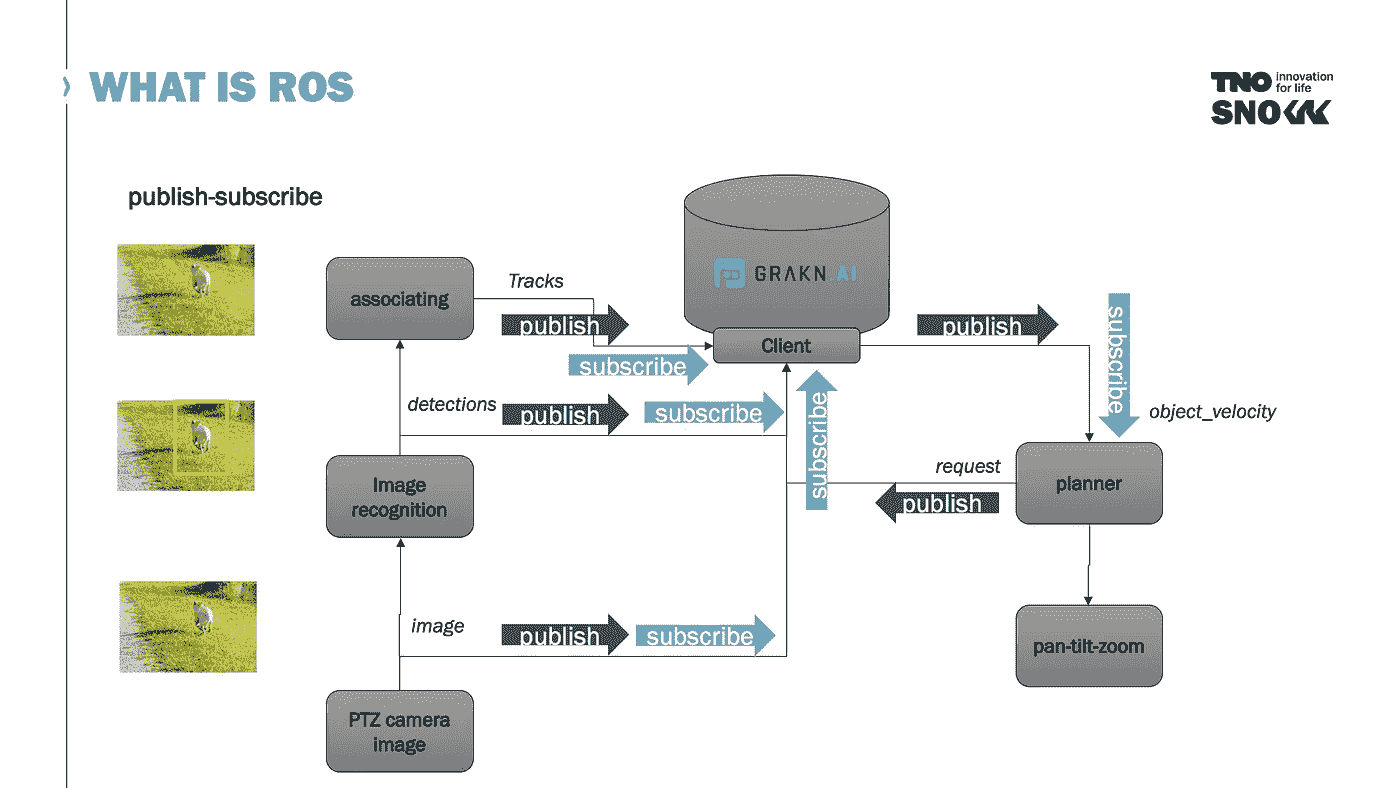 WHAT IS ROS
TNO innovation
for life
SNOW
publish-subscribe
GRAKN.AI
associating
Tracks
publish
subscribe
Client
publish
subscribe
object_velocity
detections
publish
subscribe
subscribe
Image
recognition
request
publish
planner
image
publish
subscribe
pan-tilt-zoom
PTZ camera
image